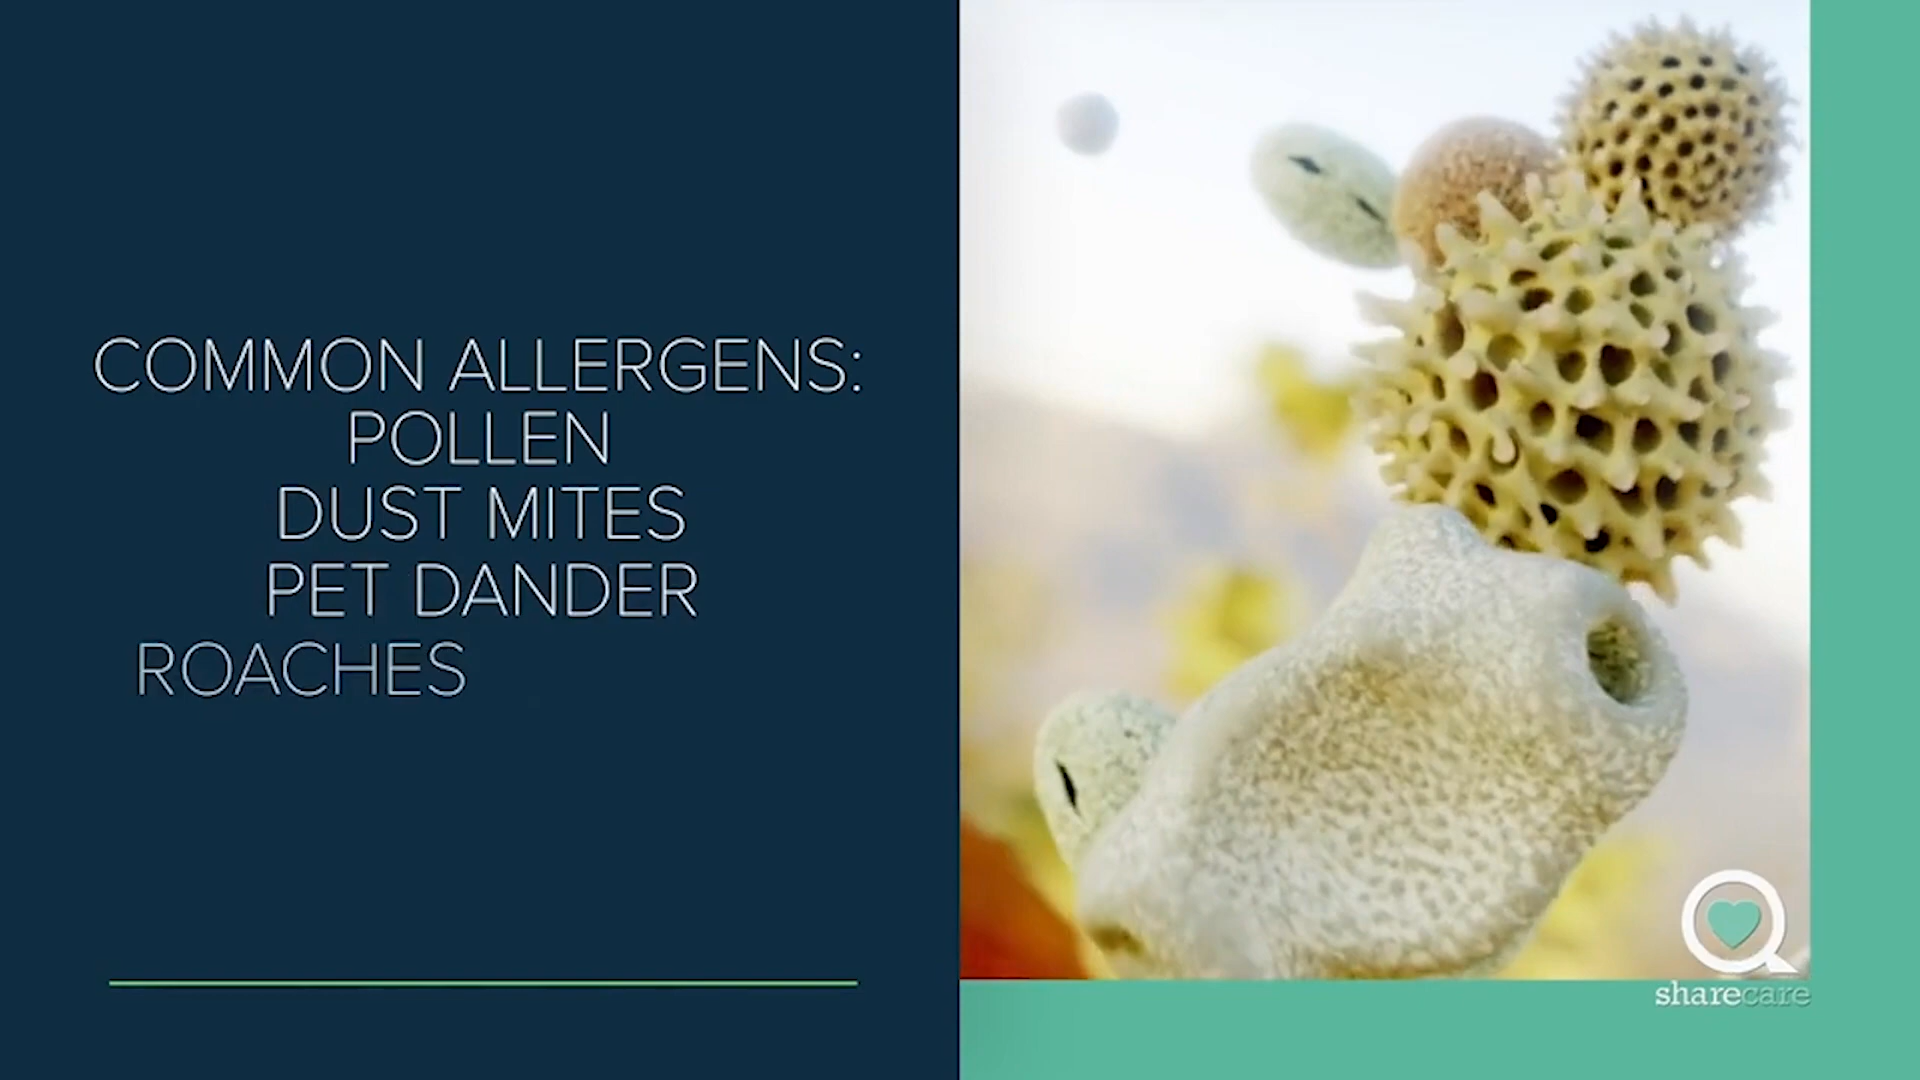 COMMON ALLERGENS:
POLLEN
DUST MITES
PET DANDER
ROACHES
sharecare